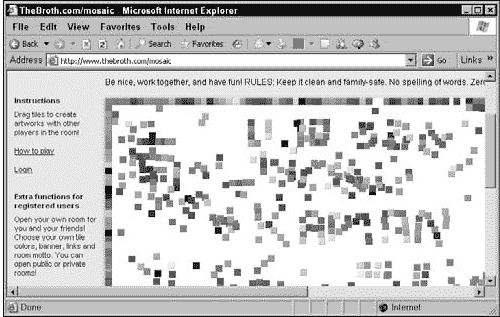 TheBroth.com/mosaic - Microsoft Internet Explorer
File Edit View Favorites Tools Help
Back Search Favorites
Address http://www.thebroth.com/mosaic Go Links »
Be nice, work together, and have fun! RULES: Keep it clean and family-safe. No spelling of words. Zero
Instructions
Drag tiles to create
artworks with other
players in the room!
How to play
Login
Extra functions for
registered users
Open your own room for
you and your friends!
Choose your own tile
colors, banner, links and
room motto. You can
open public or private
rooms!
Done Internet